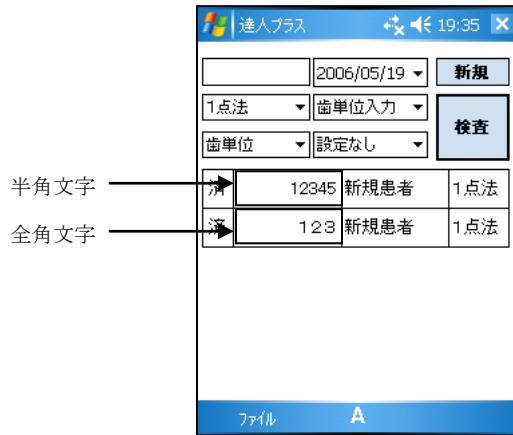 達人プラス 19:35
2006/05/19 新規
1点法 歯単位入力
検査
歯単位 設定なし
半角文字
済 12345 新規患者 1点法
全角文字
済 １２３ 新規患者 1点法
ファイル A